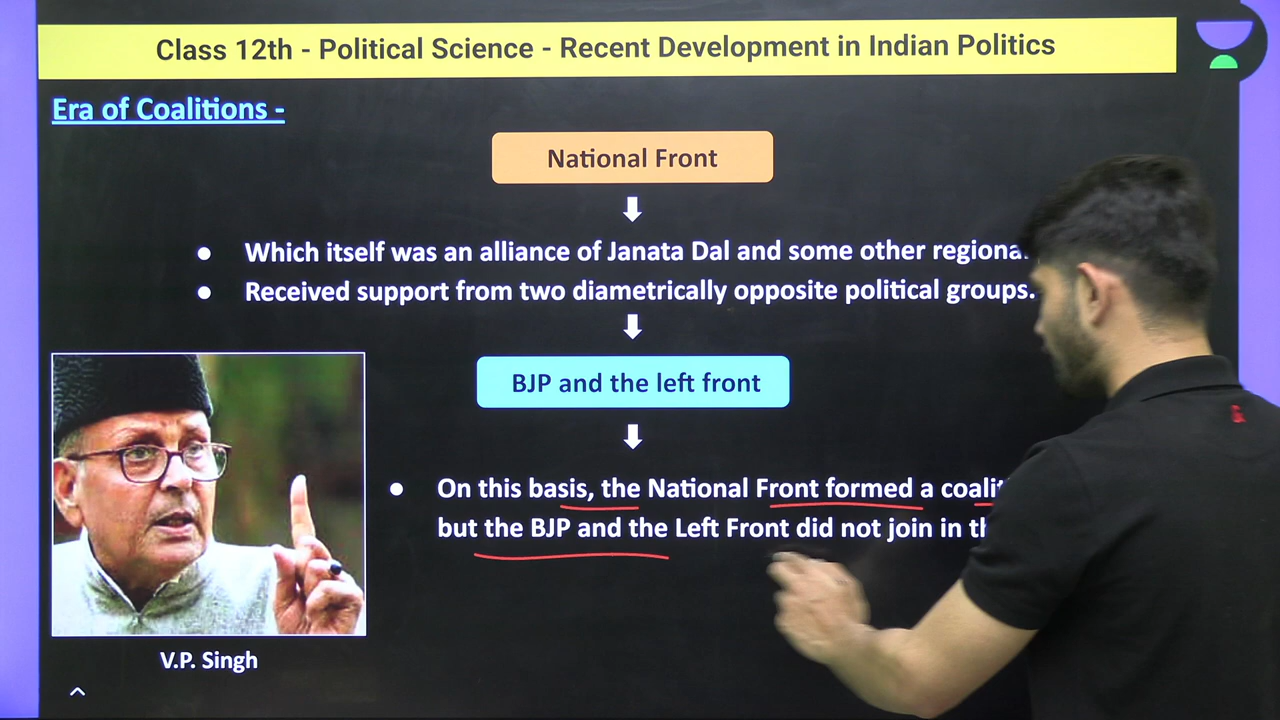 Class 12th - Political Science - Recent Development in Indian Politics
Era of Coalitions -
National Front
● Which itself was an alliance of Janata Dal and some other
● Received support from two diametrically opposite political groups.
BJP and the left front
● On this basis, the National Front formed a
but the BJP and the Left Front did not join in
V.P. Singh